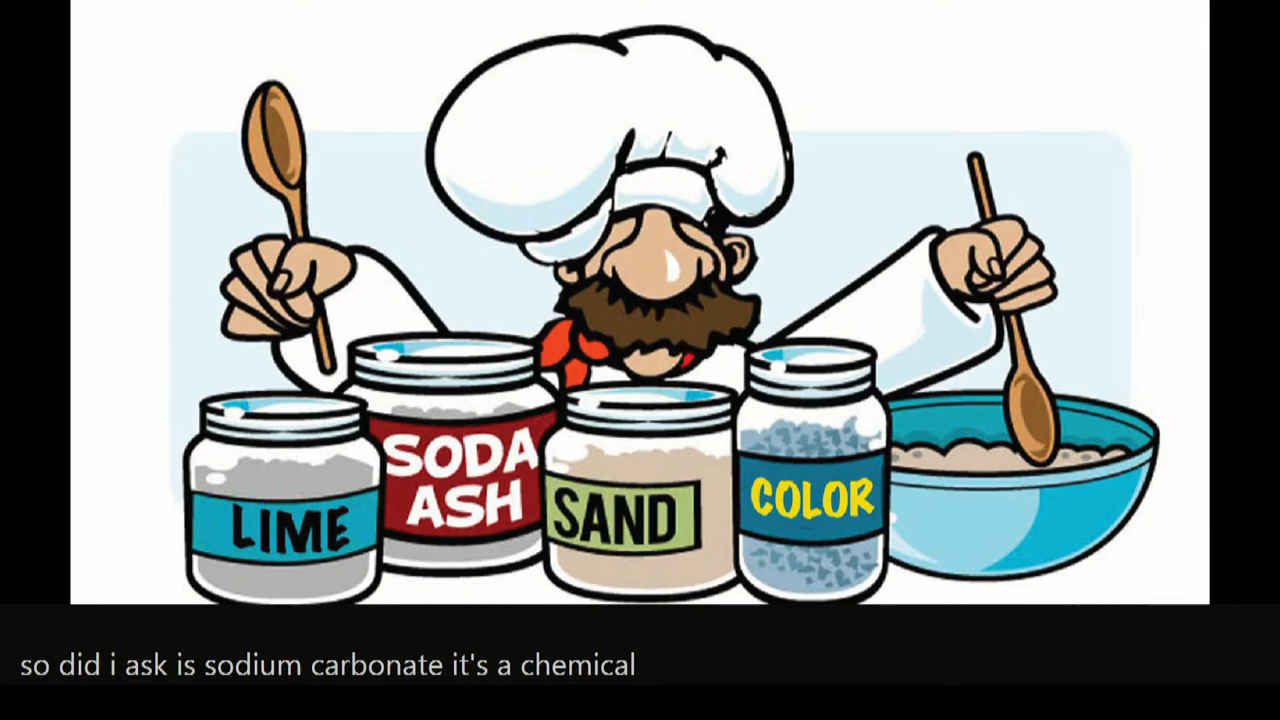 LIME
SODA
ASH
SAND
COLOR
so did i ask is sodium carbonate it's a chemical